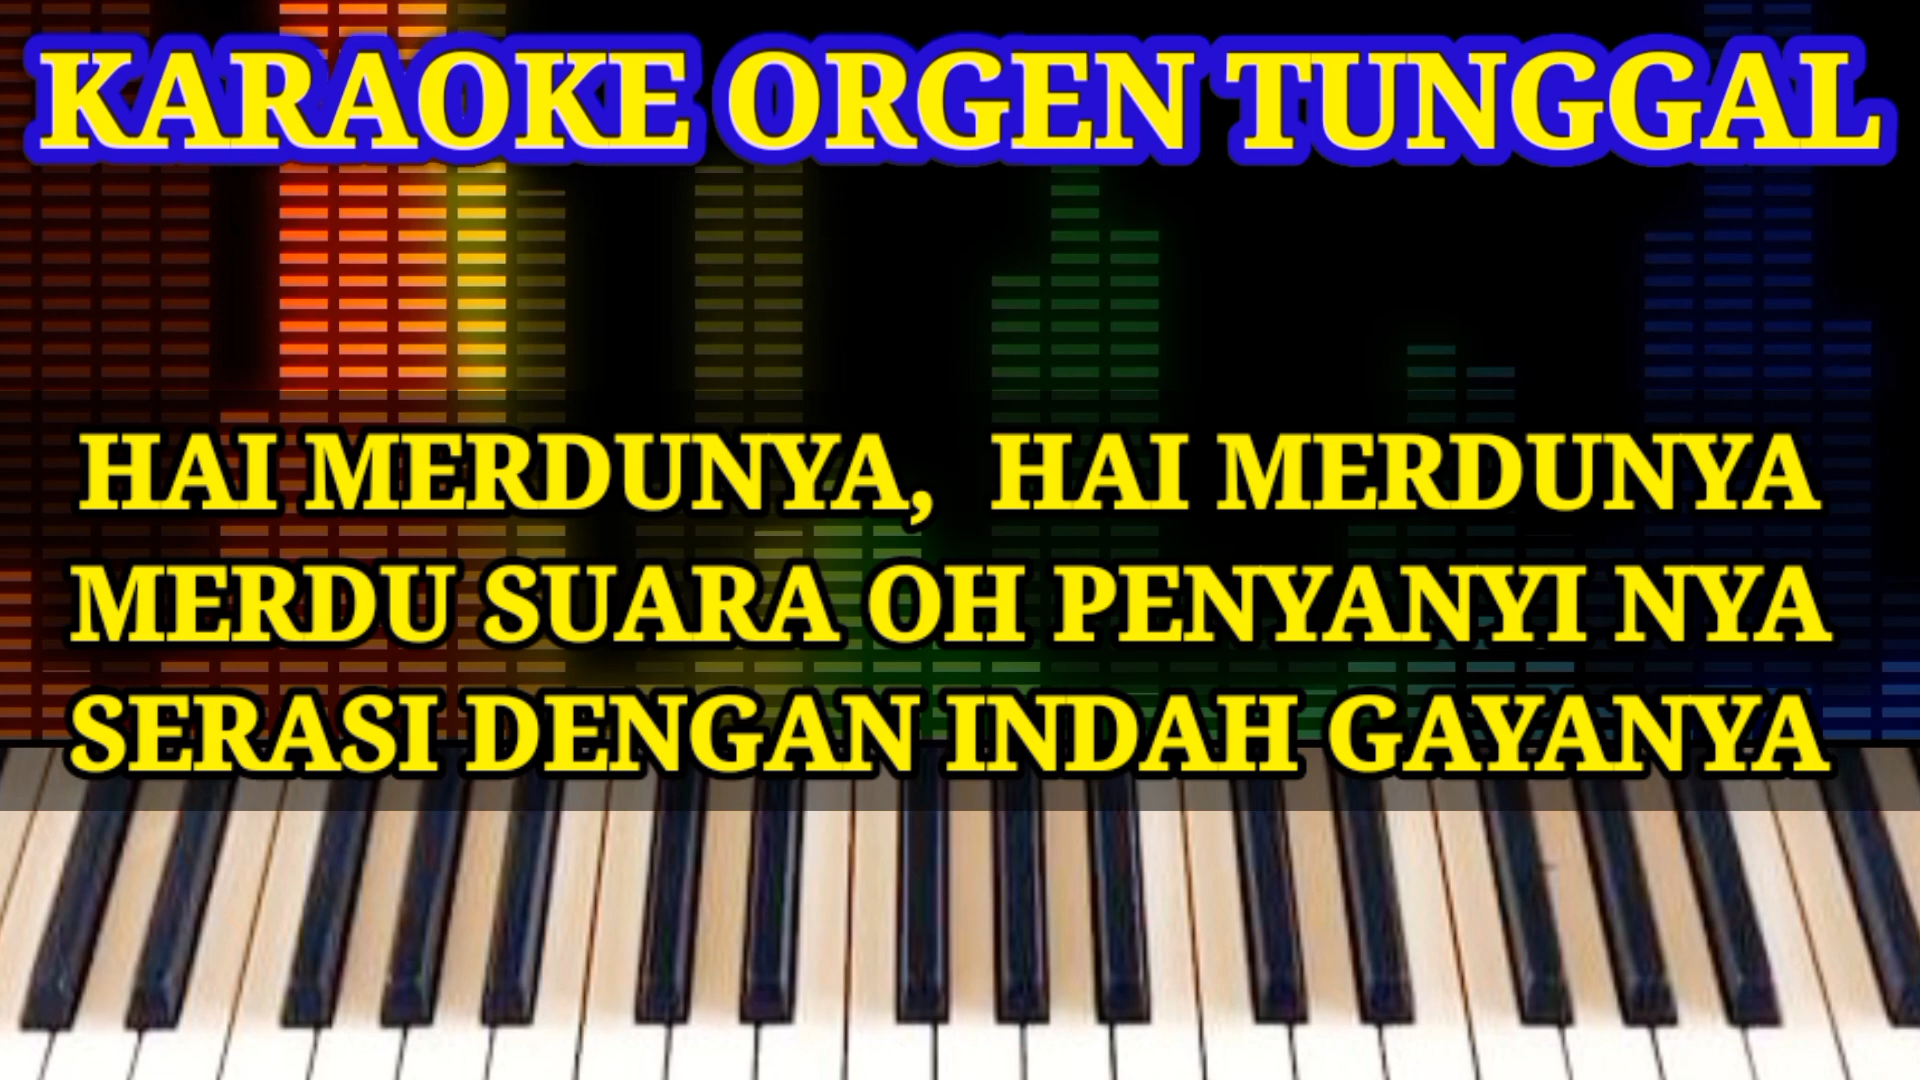 KARAOKE ORGEN TUNGGAL
HAI MERDUNYA, HAI MERDUNYA
MERDU SUARA OH PENYANYI NYA
SERASI DENGAN INDAH GAYANYA